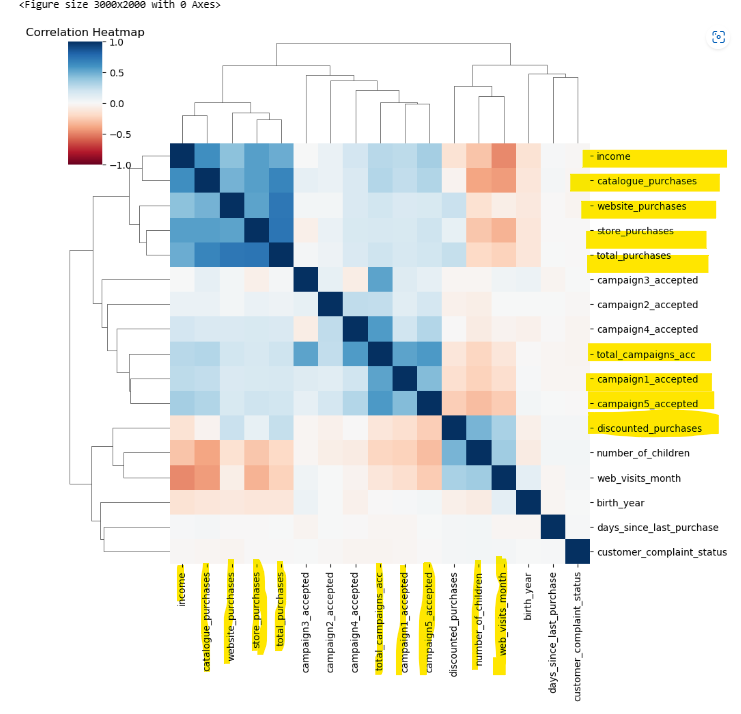 <Figure size 3000x2000 with 0 Axes>
Correlation Heatmap
1.0
0.5
0.0
−0.5
−1.0
income
catalogue_purchases
website_purchases
store_purchases
total_purchases
campaign3_accepted
campaign2_accepted
campaign4_accepted
total_campaigns_acc
campaign1_accepted
campaign5_accepted
discounted_purchases
number_of_children
web_visits_month
birth_year
days_since_last_purchase
customer_complaint_status
income
catalogue_purchases
website_purchases
store_purchases
total_purchases
campaign3_accepted
campaign2_accepted
campaign4_accepted
total_campaigns_acc
campaign1_accepted
campaign5_accepted
discounted_purchases
number_of_children
web_visits_month
birth_year
days_since_last_purchase
customer_complaint_status